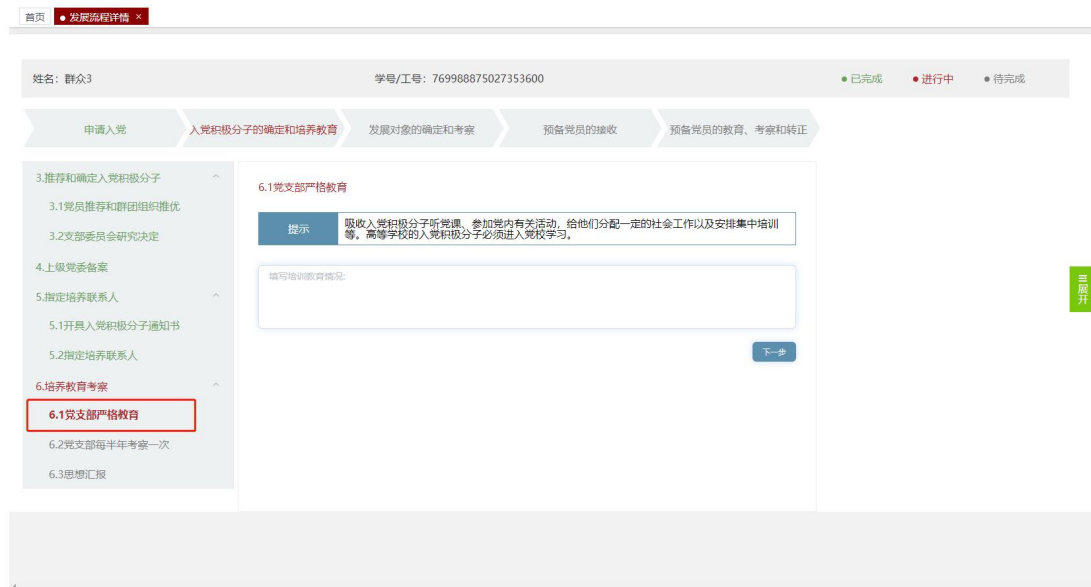 首页
● 发展流程详情 ×
姓名：群众3
学号/工号：769988875027353600
● 已完成
● 进行中
● 待完成
申请入党
入党积极分子的确定和培养教育
发展对象的确定和考察
预备党员的接收
预备党员的教育、考察和转正
3.推荐和确定入党积极分子
3.1党员推荐和群团组织推优
3.2支部委员会研究决定
4.上级党委备案
5.指定培养联系人
5.1开具入党积极分子通知书
5.2指定培养联系人
6.培养教育考察
6.1党支部严格教育
6.2党支部每半年考察一次
6.3思想汇报
6.1党支部严格教育
提示
吸收入党积极分子听党课、参加党内有关活动，给他们分配一定的社会工作以及安排集中培训
等。高等学校的入党积极分子必须进入党校学习。
填写培训教育情况:
下一步
展开